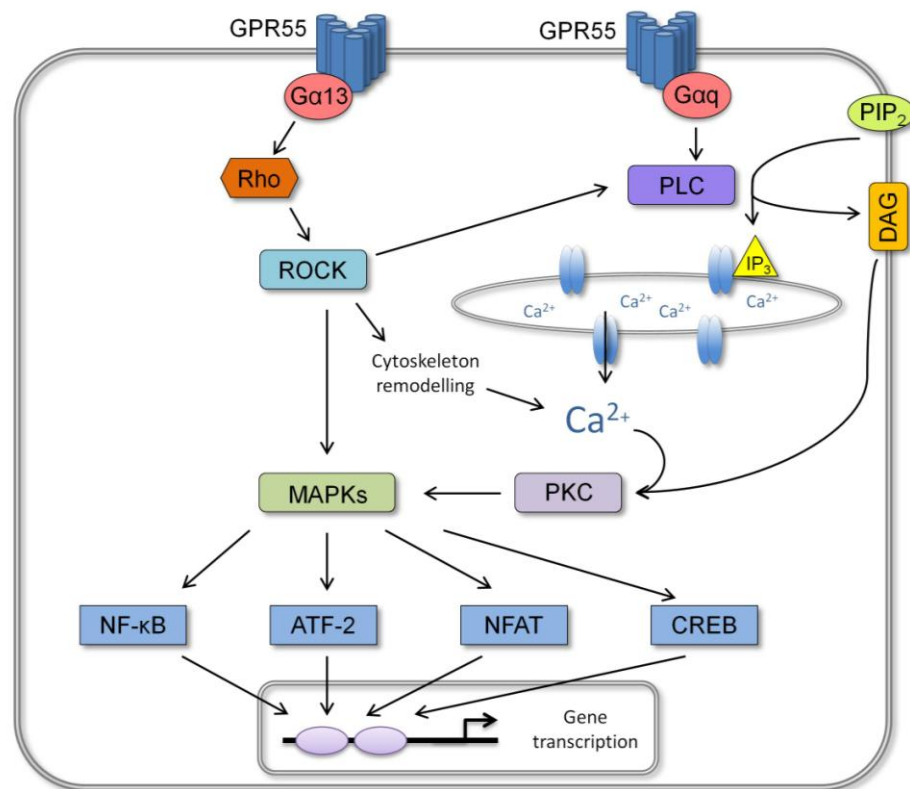 GPR55
GPR55
Gα13
Gαq
PIP₂
Rho
PLC
DAG
ROCK
IP₃
Ca²⁺
Ca²⁺
Ca²⁺
Ca²⁺
Cytoskeleton
remodelling
Ca²⁺
MAPKs
PKC
NF-κB
ATF-2
NFAT
CREB
Gene
transcription